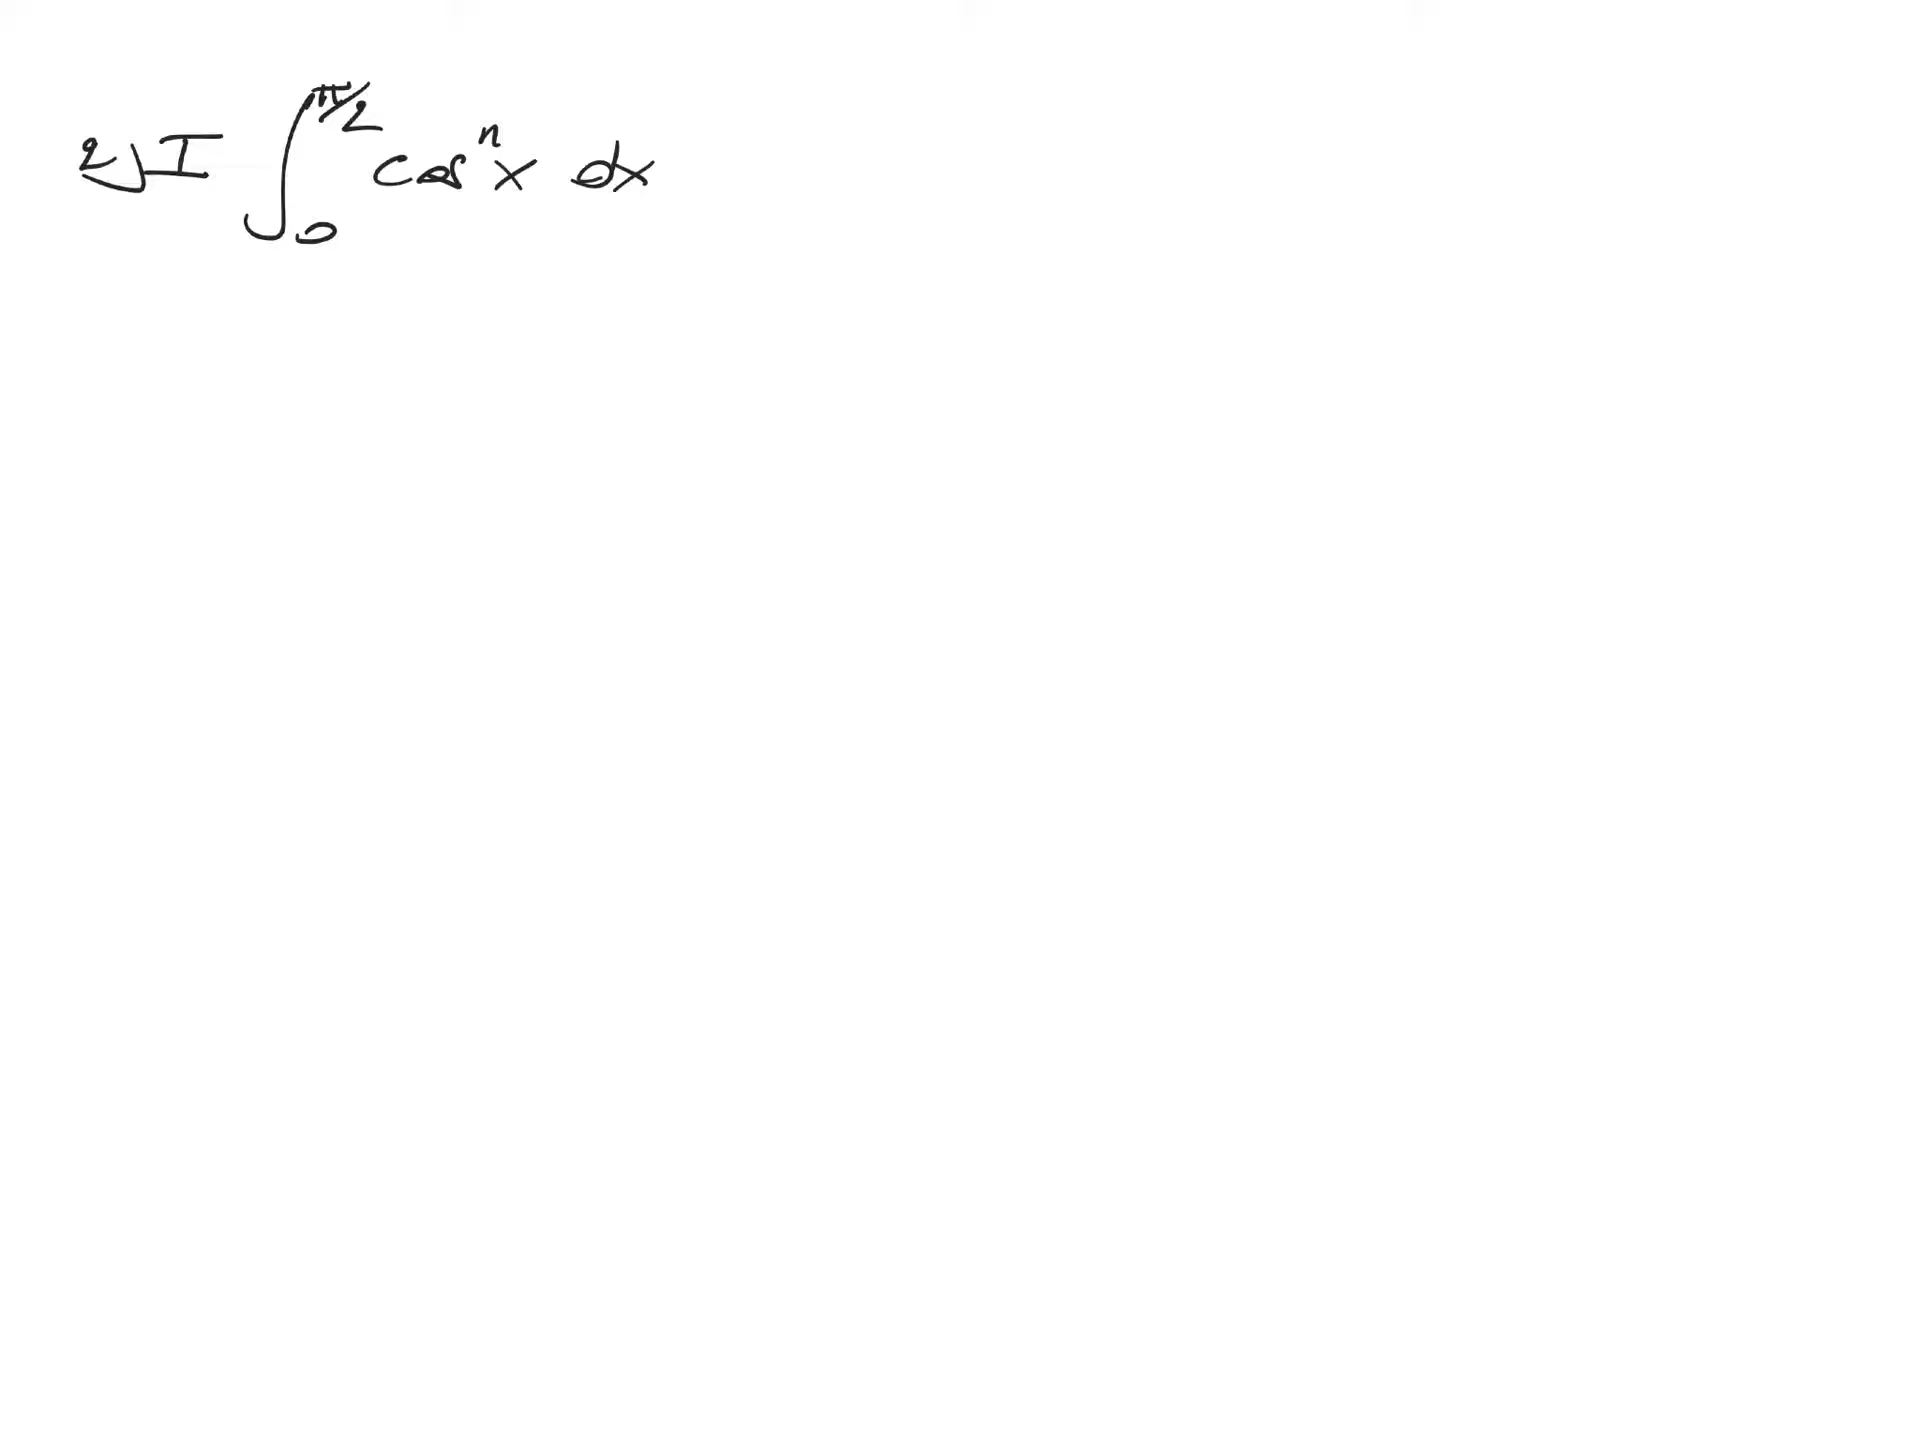 2) I ∫₀^{π/2} cosⁿx dx